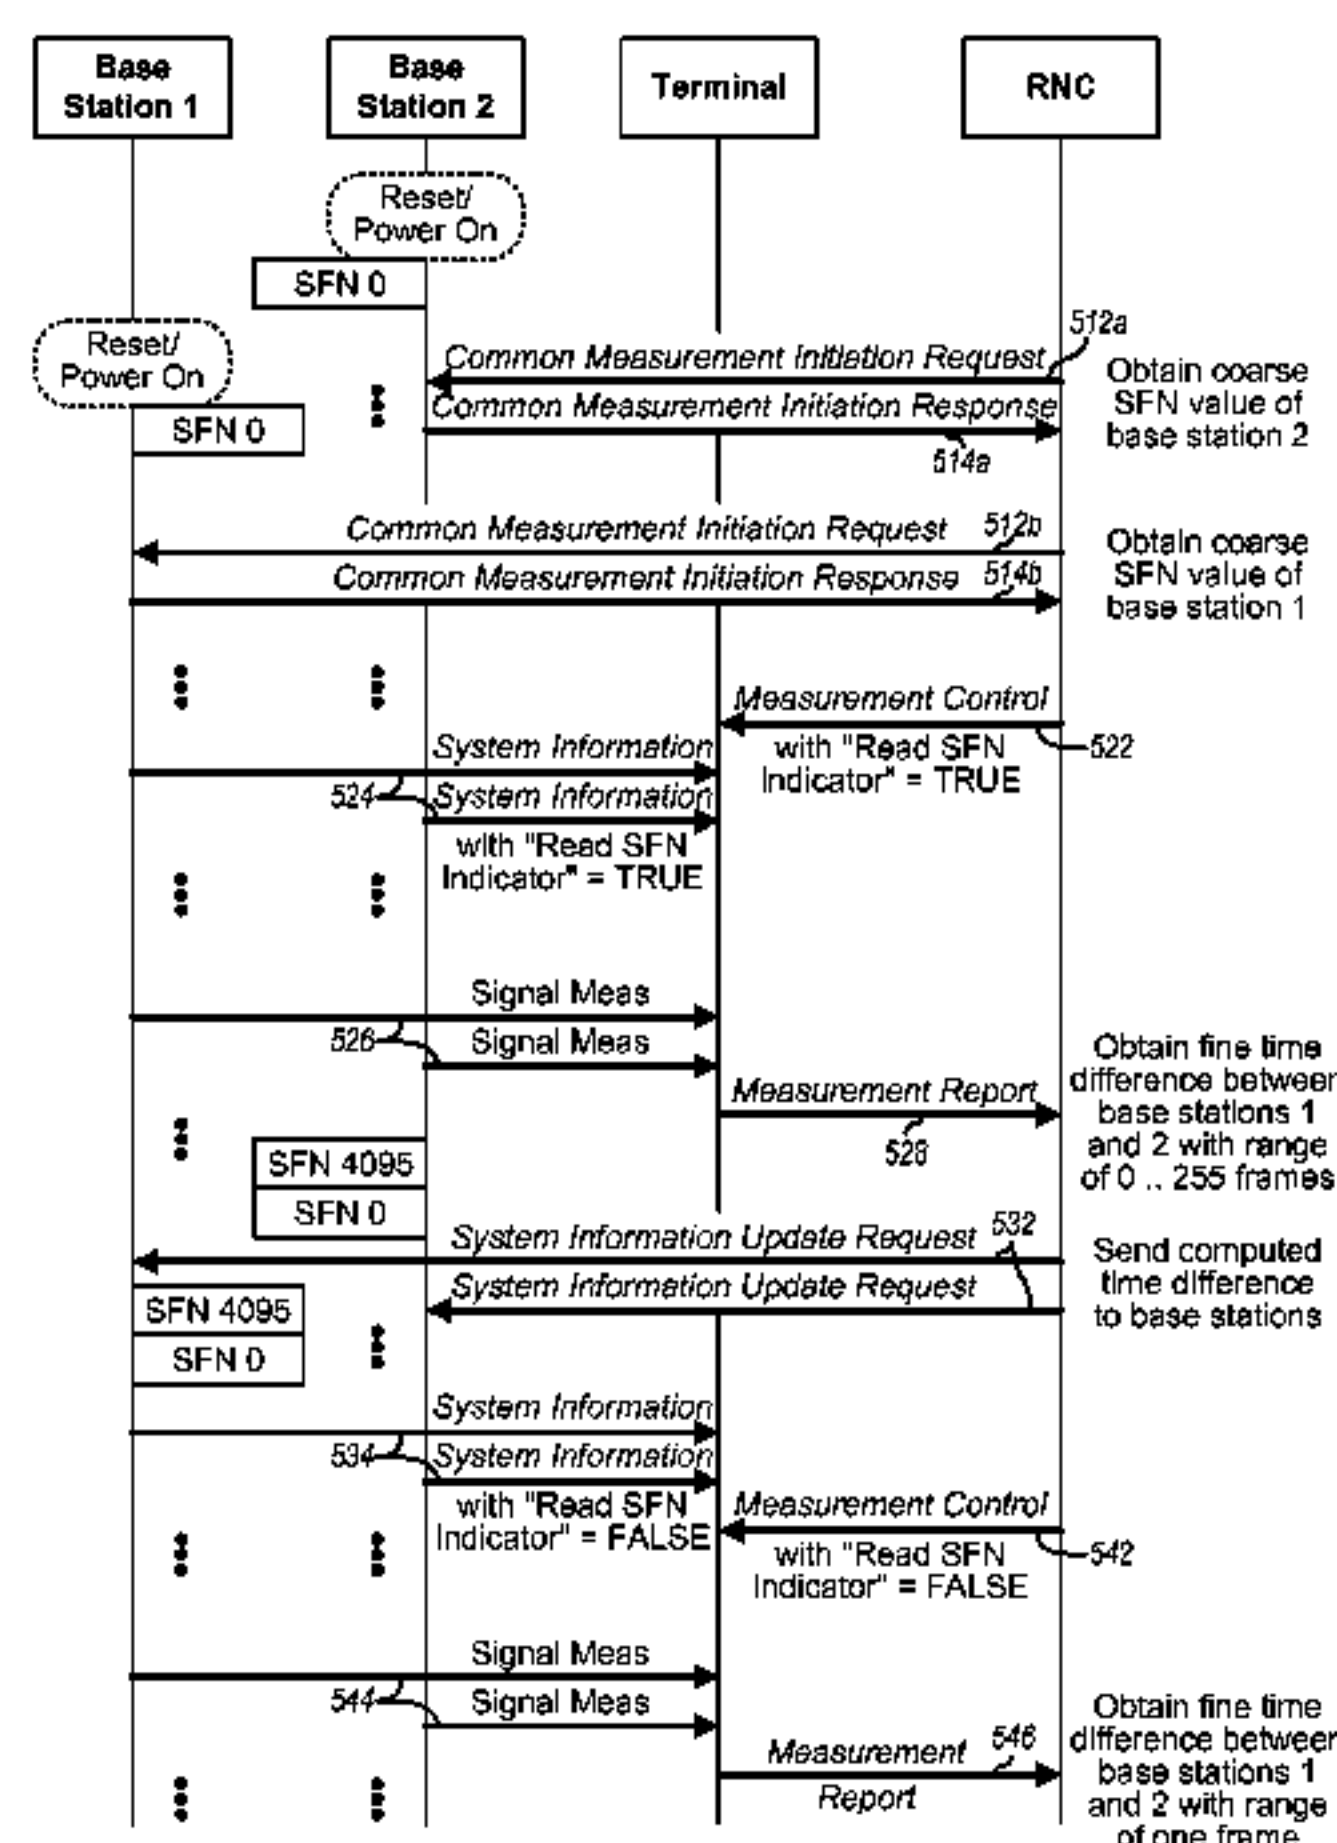 Base
Station 1
Base
Station 2
Terminal
RNC
Reset/
Power On
SFN 0
Reset/
Power On
SFN 0
512a
Common Measurement Initiation Request
Common Measurement Initiation Response
514a
Obtain coarse
SFN value of
base station 2
Common Measurement Initiation Request
512b
Common Measurement Initiation Response
514b
Obtain coarse
SFN value of
base station 1
Measurement Control
with "Read SFN
Indicator" = TRUE
522
System Information
524
System Information
with "Read SFN
Indicator" = TRUE
Signal Meas
526
Signal Meas
Measurement Report
528
Obtain fine time
difference between
base stations 1
and 2 with range
of 0 .. 255 frames
SFN 4095
SFN 0
System Information Update Request
532
System Information Update Request
Send computed
time difference
to base stations
SFN 4095
SFN 0
System Information
534
System Information
with "Read SFN
Indicator" = FALSE
Measurement Control
with "Read SFN
Indicator" = FALSE
542
Signal Meas
544
Signal Meas
Measurement
Report
546
Obtain fine time
difference between
base stations 1
and 2 with range
of one frame